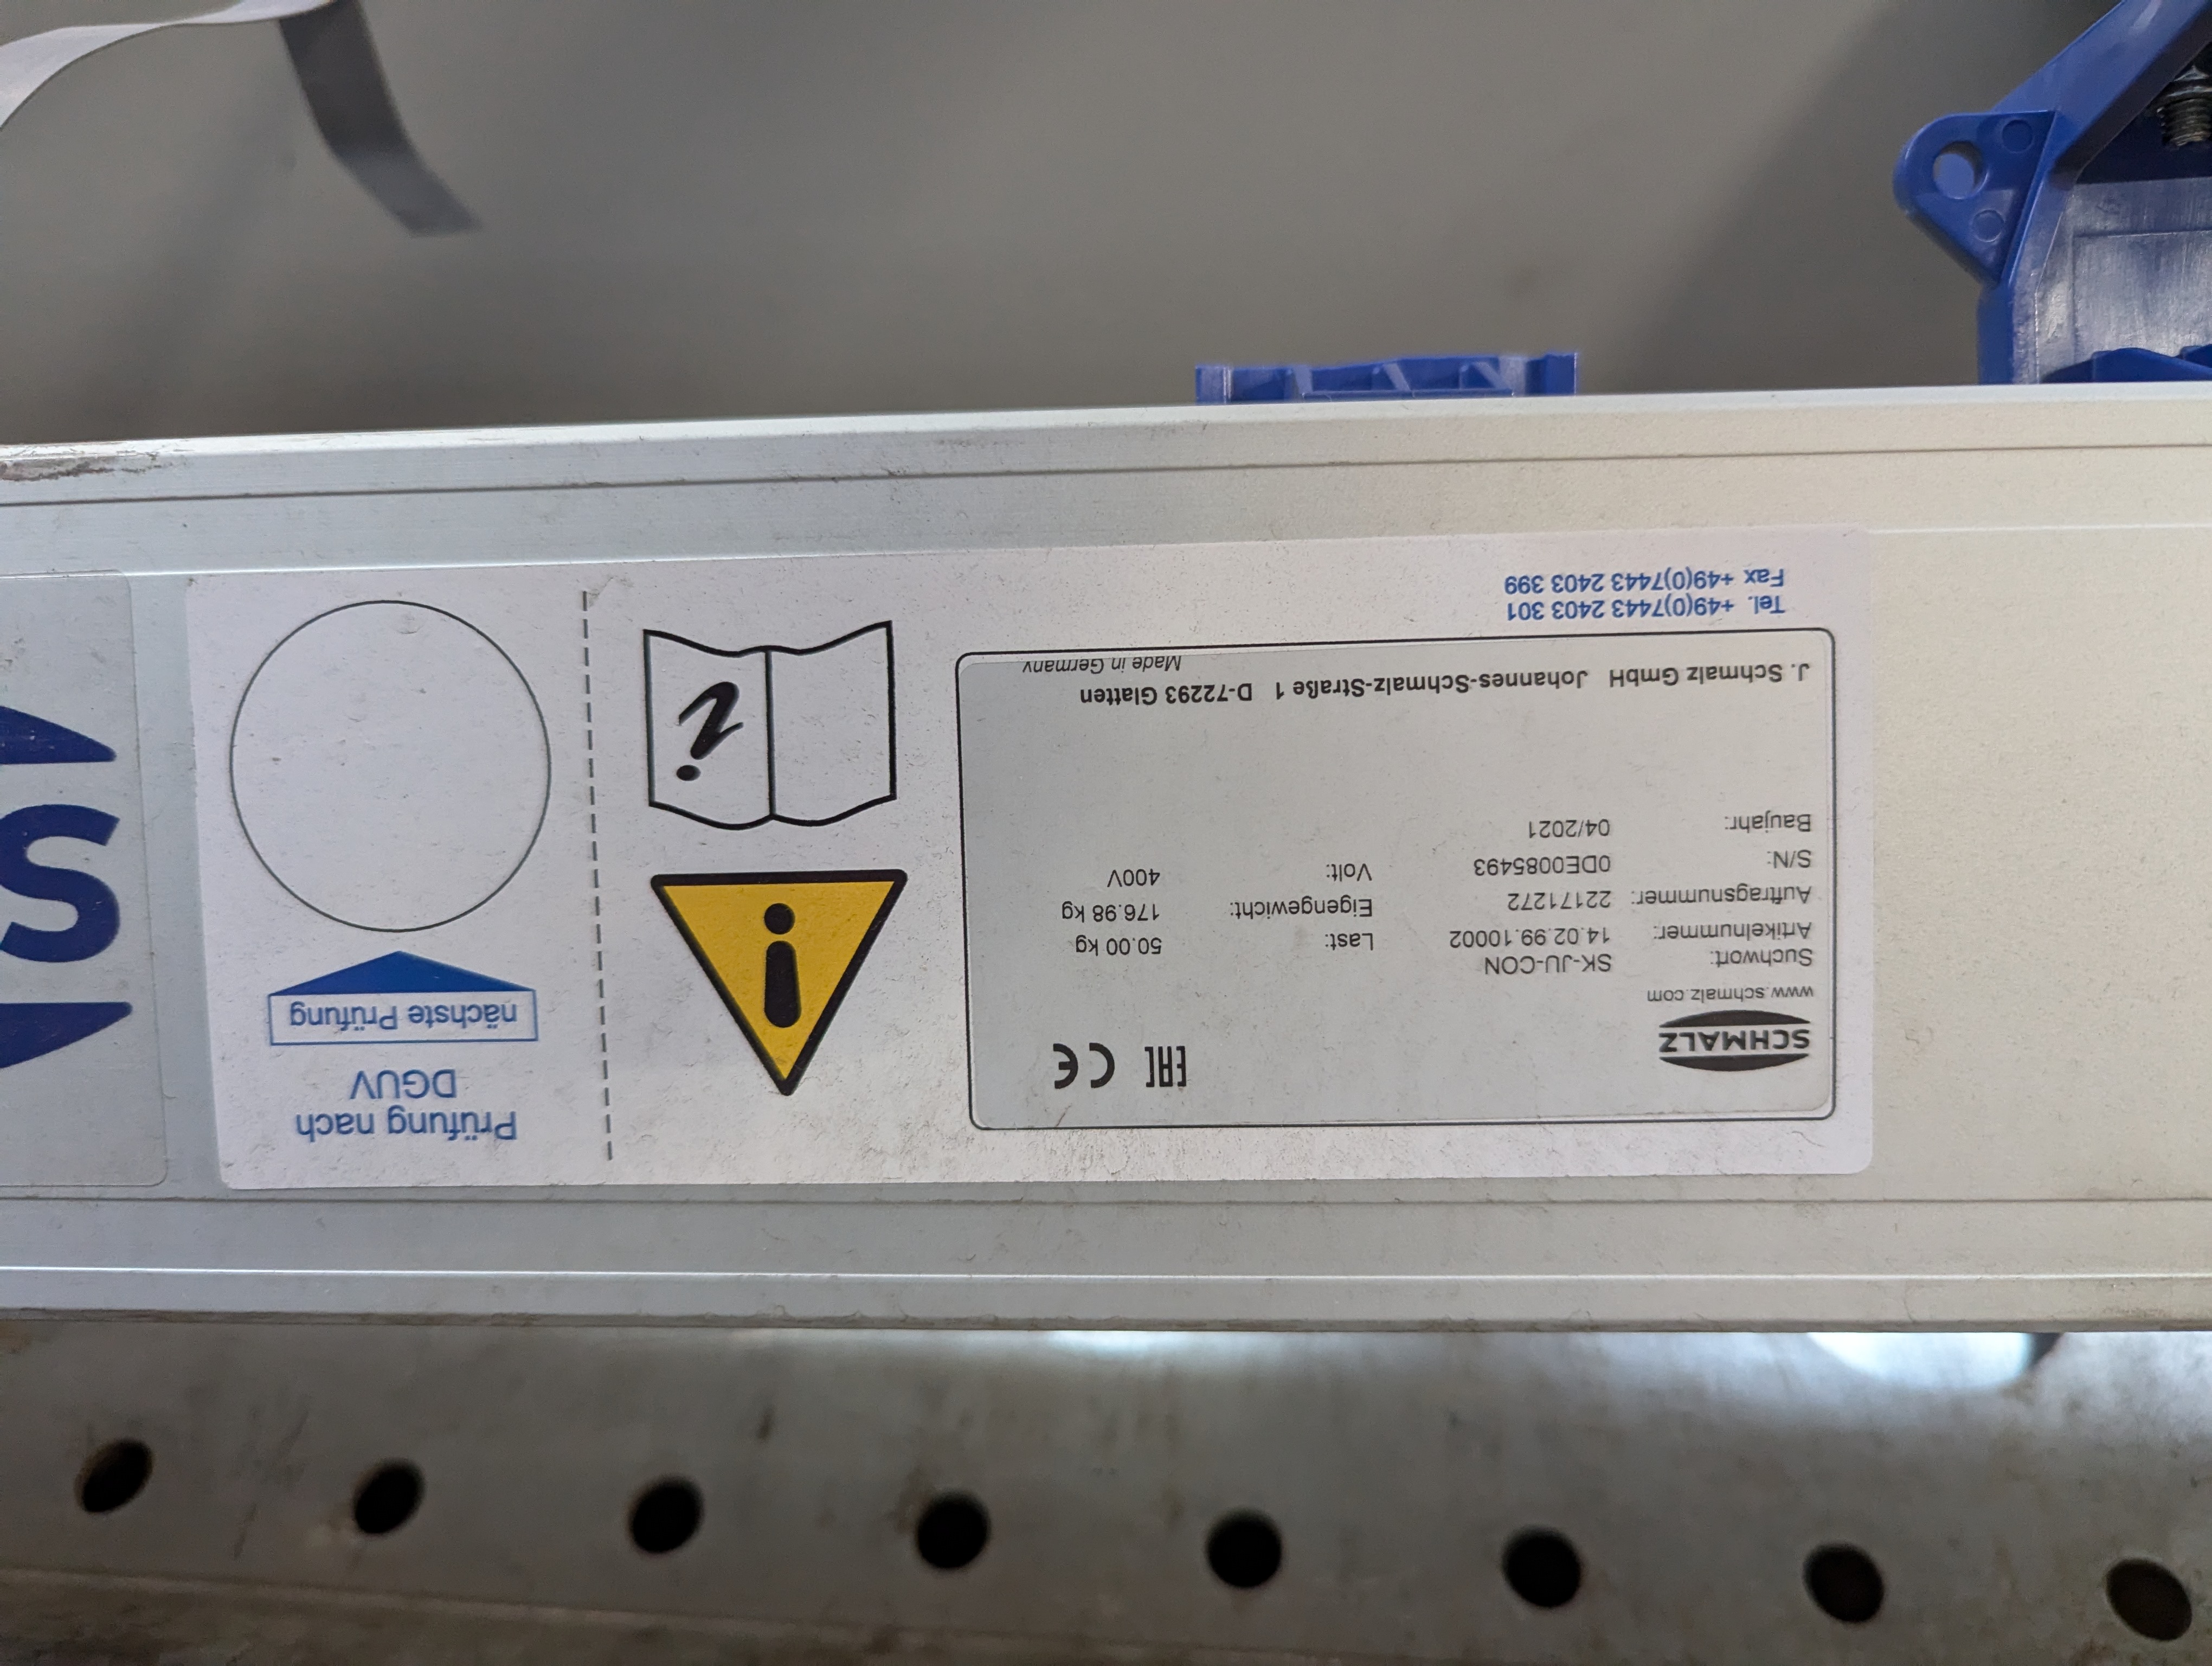 SCHMALZ
www.schmalz.com
Suchwort: SK-JU-CON
Artikelnummer: 14.02.99.10002 Last: 50.00 kg
Auftragsnummer: 22171272 Eigengewicht: 176.98 kg
S/N: 0DE0085493 Volt: 400V
Baujahr: 04/2021
J. Schmalz GmbH Johannes-Schmalz-Straße 1 D-72293 Glatten
Made in Germany
Tel. +49(0)7443 2403 301
Fax +49(0)7443 2403 399
EAC CE
i
?
Prüfung nach
DGUV
nächste Prüfung
S